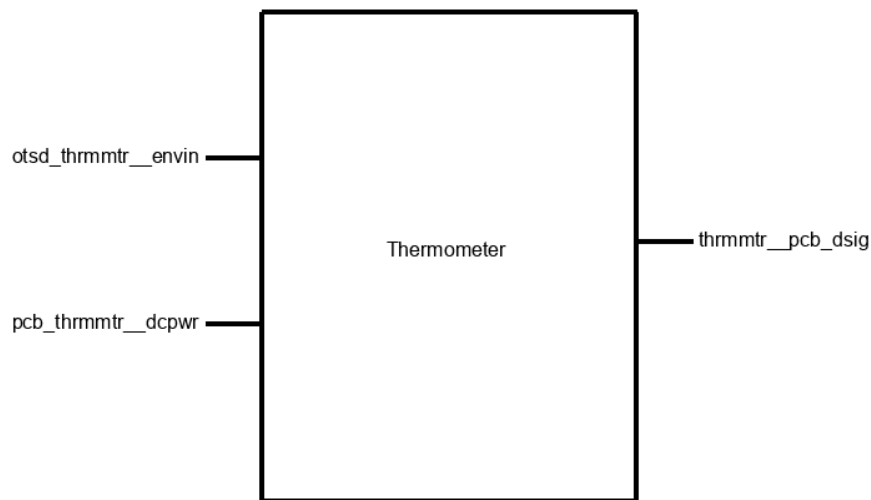 otsd_thrmmtr__envin
Thermometer
thrmmtr__pcb_dsig
pcb_thrmmtr__dcpwr